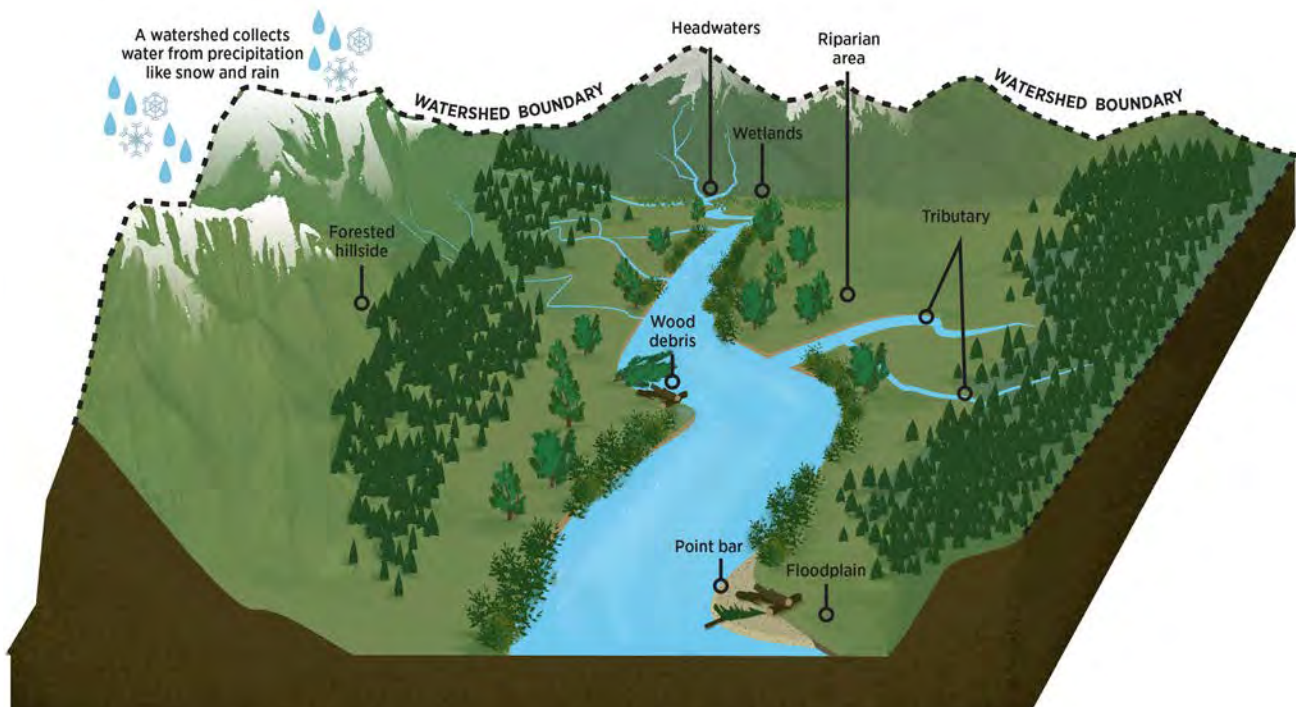 A watershed collects
water from precipitation
like snow and rain
WATERSHED BOUNDARY
Headwaters
Riparian
area
WATERSHED BOUNDARY
Wetlands
Forested
hillside
Tributary
Wood
debris
Point bar
Floodplain